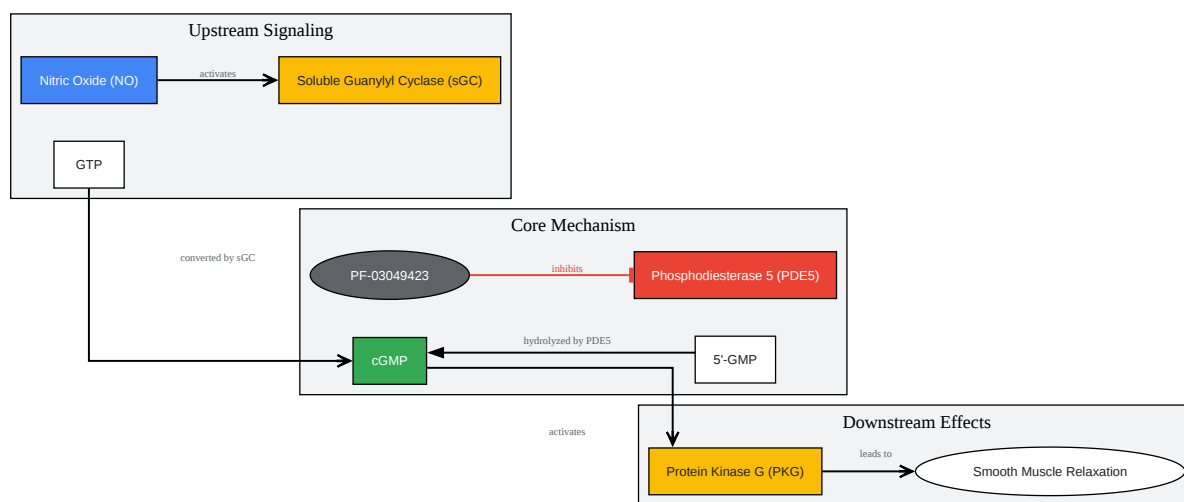 Upstream Signaling
Nitric Oxide (NO)
activates
Soluble Guanylyl Cyclase (sGC)
GTP
converted by sGC
Core Mechanism
PF-03049423
inhibits
Phosphodiesterase 5 (PDE5)
hydrolyzed by PDE5
cGMP
5'-GMP
activates
Downstream Effects
Protein Kinase G (PKG)
leads to
Smooth Muscle Relaxation